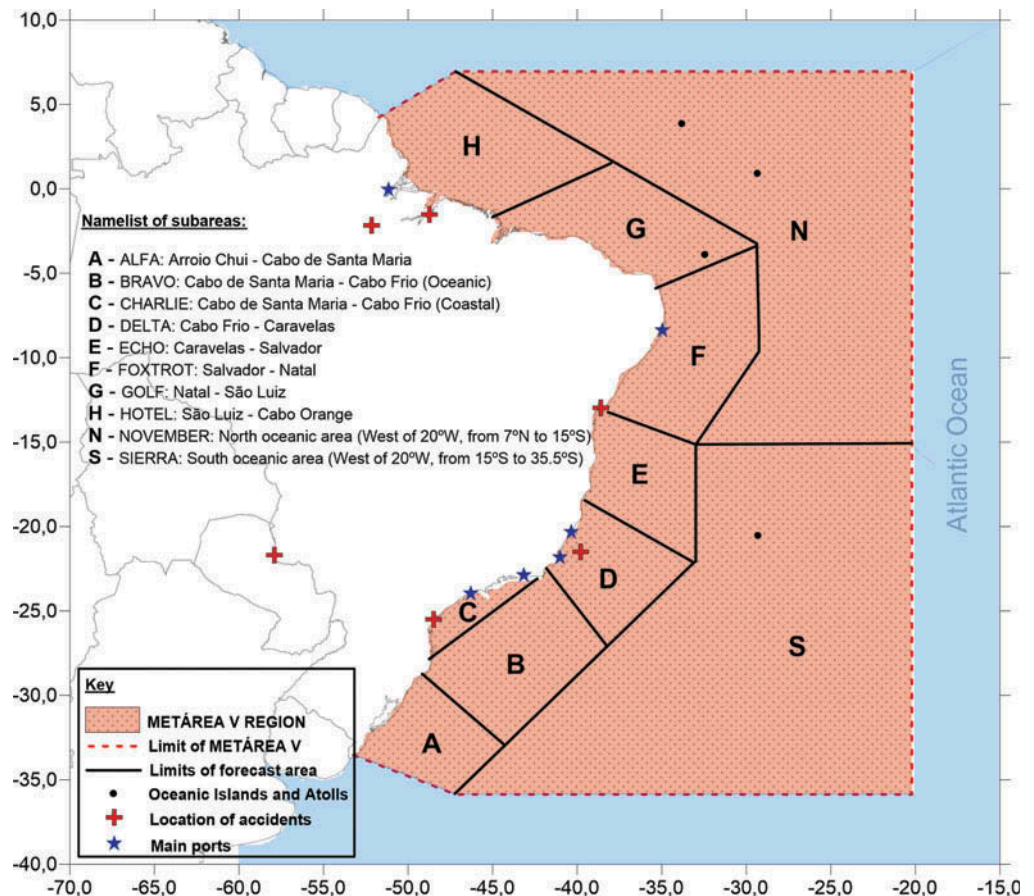 10,0
5,0
0,0
-5,0
-10,0
-15,0
-20,0
-25,0
-30,0
-35,0
-40,0
-70,0 -65,0 -60,0 -55,0 -50,0 -45,0 -40,0 -35,0 -30,0 -25,0 -20,0 -15,0
H
G
N
F
E
D
C
B
A
S
Atlantic Ocean
Namelist of subareas:
A - ALFA: Arroio Chui - Cabo de Santa Maria
B - BRAVO: Cabo de Santa Maria - Cabo Frio (Oceanic)
C - CHARLIE: Cabo de Santa Maria - Cabo Frio (Coastal)
D - DELTA: Cabo Frio - Caravelas
E - ECHO: Caravelas - Salvador
F - FOXTROT: Salvador - Natal
G - GOLF: Natal - São Luiz
H - HOTEL: São Luiz - Cabo Orange
N - NOVEMBER: North oceanic area (West of 20ºW, from 7ºN to 15ºS)
S - SIERRA: South oceanic area (West of 20ºW, from 15ºS to 35.5ºS)
Key
METÁREA V REGION
Limit of METÁREA V
Limits of forecast area
Oceanic Islands and Atolls
Location of accidents
Main ports